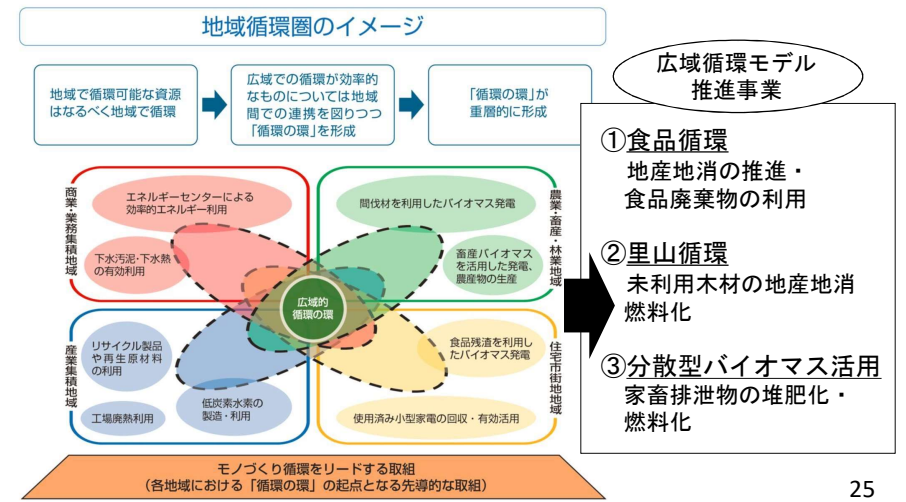 地域循環圏のイメージ
地域で循環可能な資源
はなるべく地域で循環
広域での循環が効率的
なものについては地域
間での連携を図りつつ
「循環の環」を形成
「循環の環」が
重層的に形成
商業・業務集積地域
エネルギーセンターによる
効率的エネルギー利用
下水汚泥・下水熱
の有効利用
農業・畜産・林業地域
間伐材を利用したバイオマス発電
畜産バイオマス
を活用した発電、
農産物の生産
広域的
循環の環
産業集積地域
リサイクル製品
や再生原材料
の利用
工場廃熱利用
低炭素水素の
製造・利用
住宅市街地地域
食品残渣を利用し
たバイオマス発電
使用済み小型家電の回収・有効活用
モノづくり循環をリードする取組
（各地域における「循環の環」の起点となる先導的な取組）
広域循環モデル
推進事業
①食品循環
地産地消の推進・
食品廃棄物の利用
②里山循環
未利用木材の地産地消
燃料化
③分散型バイオマス活用
家畜排泄物の堆肥化・
燃料化
25